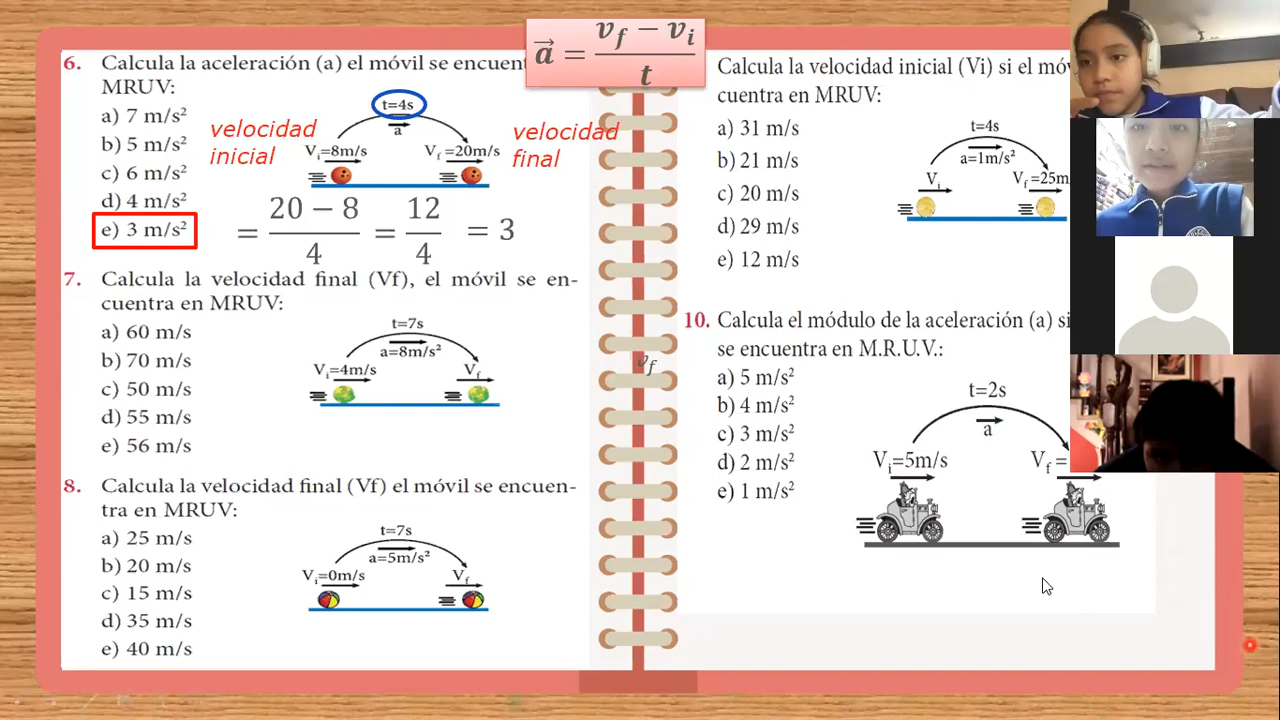 6. Calcula la aceleración (a) el móvil se encuent
MRUV:
a) 7 m/s²
b) 5 m/s²
c) 6 m/s²
d) 4 m/s²
e) 3 m/s²
velocidad
inicial
t=4s
a
Vi=8m/s
Vf=20m/s
velocidad
final
= 20 − 8 / 4 = 12 / 4 = 3
a = vf − vi / t
7. Calcula la velocidad final (Vf), el móvil se en-
cuentra en MRUV:
a) 60 m/s
b) 70 m/s
c) 50 m/s
d) 55 m/s
e) 56 m/s
t=7s
a=8m/s²
Vi=4m/s
Vf
8. Calcula la velocidad final (Vf) el móvil se encuen-
tra en MRUV:
a) 25 m/s
b) 20 m/s
c) 15 m/s
d) 35 m/s
e) 40 m/s
t=7s
a=5m/s²
Vi=0m/s
Vf
vf
Calcula la velocidad inicial (Vi) si el mó
cuentra en MRUV:
a) 31 m/s
b) 21 m/s
c) 20 m/s
d) 29 m/s
e) 12 m/s
t=4s
a=1m/s²
Vi
Vf =25m
10. Calcula el módulo de la aceleración (a) si
se encuentra en M.R.U.V.:
a) 5 m/s²
b) 4 m/s²
c) 3 m/s²
d) 2 m/s²
e) 1 m/s²
t=2s
a
Vi=5m/s
Vf =